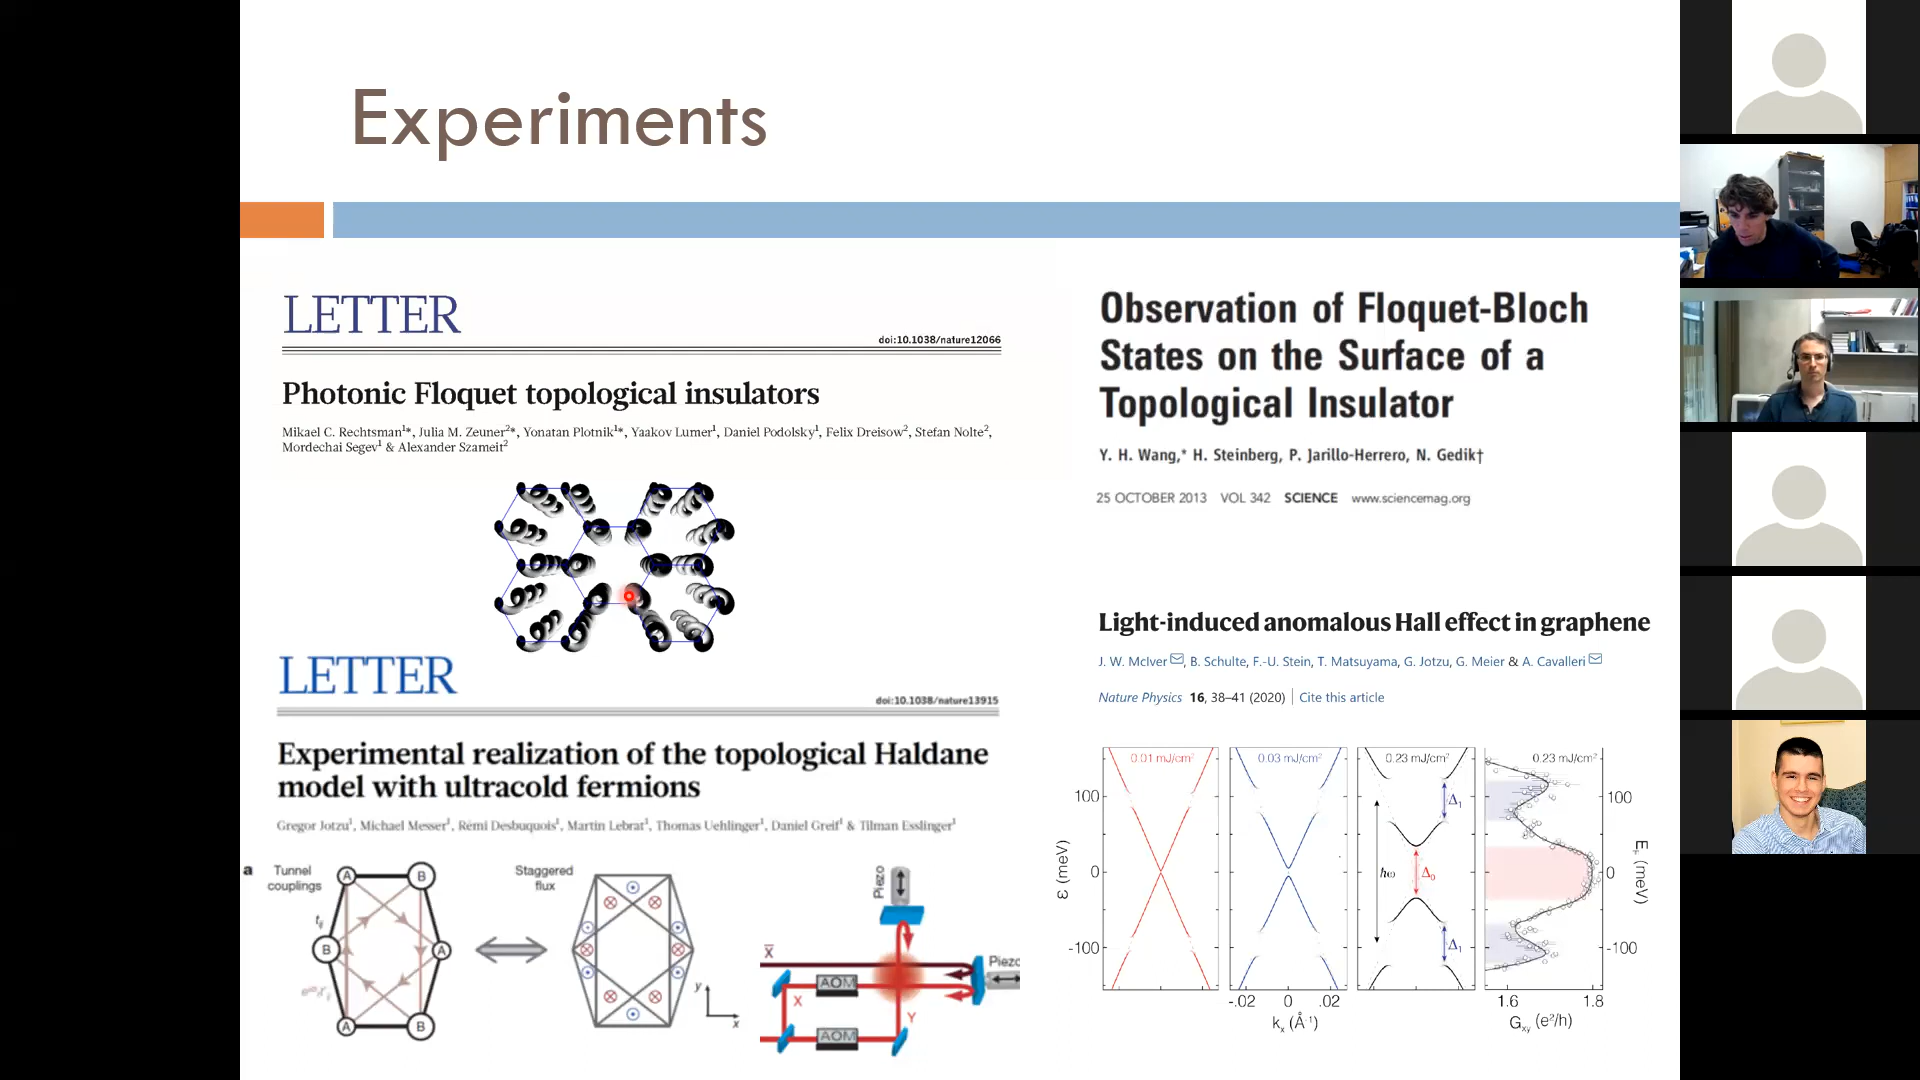 Experiments
LETTER
doi:10.1038/nature12066
Photonic Floquet topological insulators
Mikael C. Rechtsman¹*, Julia M. Zeuner²*, Yonatan Plotnik¹*, Yaakov Lumer¹, Daniel Podolsky¹, Felix Dreisow², Stefan Nolte²,
Mordechai Segev¹ & Alexander Szameit²
LETTER
doi:10.1038/nature13915
Experimental realization of the topological Haldane
model with ultracold fermions
Gregor Jotzu¹, Michael Messer¹, Rémi Desbuquois¹, Martin Lebrat¹, Thomas Uehlinger¹, Daniel Greif¹ & Tilman Esslinger¹
a
Tunnel
couplings
A
B
B
A
A
B
Staggered
flux
y
x
Piezo
X̅
X
AOM
Y
AOM
Piezo
Observation of Floquet-Bloch
States on the Surface of a
Topological Insulator
Y. H. Wang,* H. Steinberg, P. Jarillo-Herrero, N. Gedik†
25 OCTOBER 2013 VOL 342 SCIENCE www.sciencemag.org
Light-induced anomalous Hall effect in graphene
J. W. McIver, B. Schulte, F.-U. Stein, T. Matsuyama, G. Jotzu, G. Meier & A. Cavalleri
Nature Physics 16, 38–41 (2020) | Cite this article
0.01 mJ/cm² 0.03 mJ/cm² 0.23 mJ/cm² 0.23 mJ/cm²
100
0
-100
ε (meV)
ħω
Δ₁
Δ₀
Δ₁
100
0
-100
E_F (meV)
-.02 0 .02
kₓ (Å⁻¹)
1.6 1.8
Gₓᵧ (e²/h)